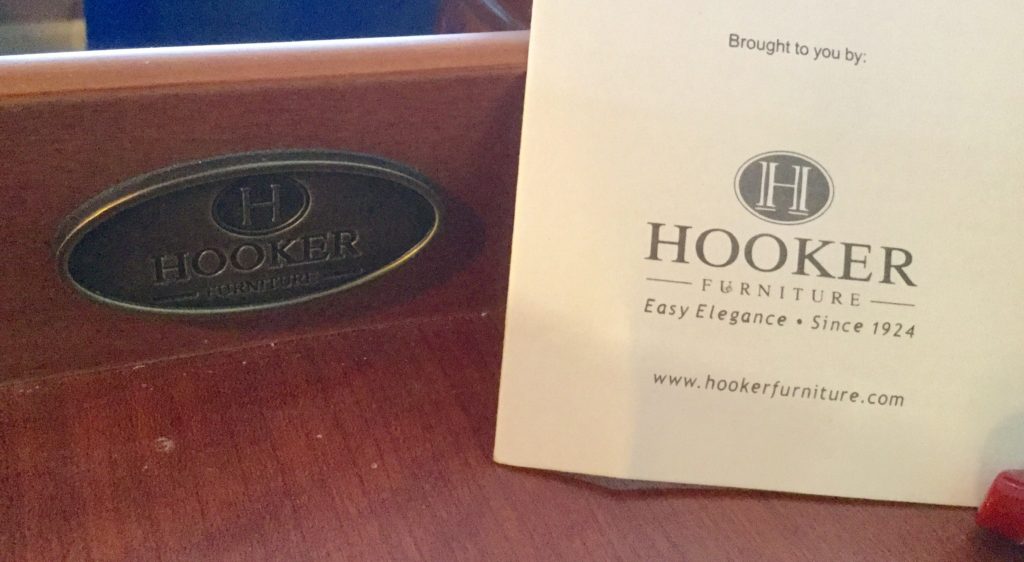 H
HOOKER
FURNITURE
Brought to you by:
H
HOOKER
FURNITURE
Easy Elegance • Since 1924
www.hookerfurniture.com